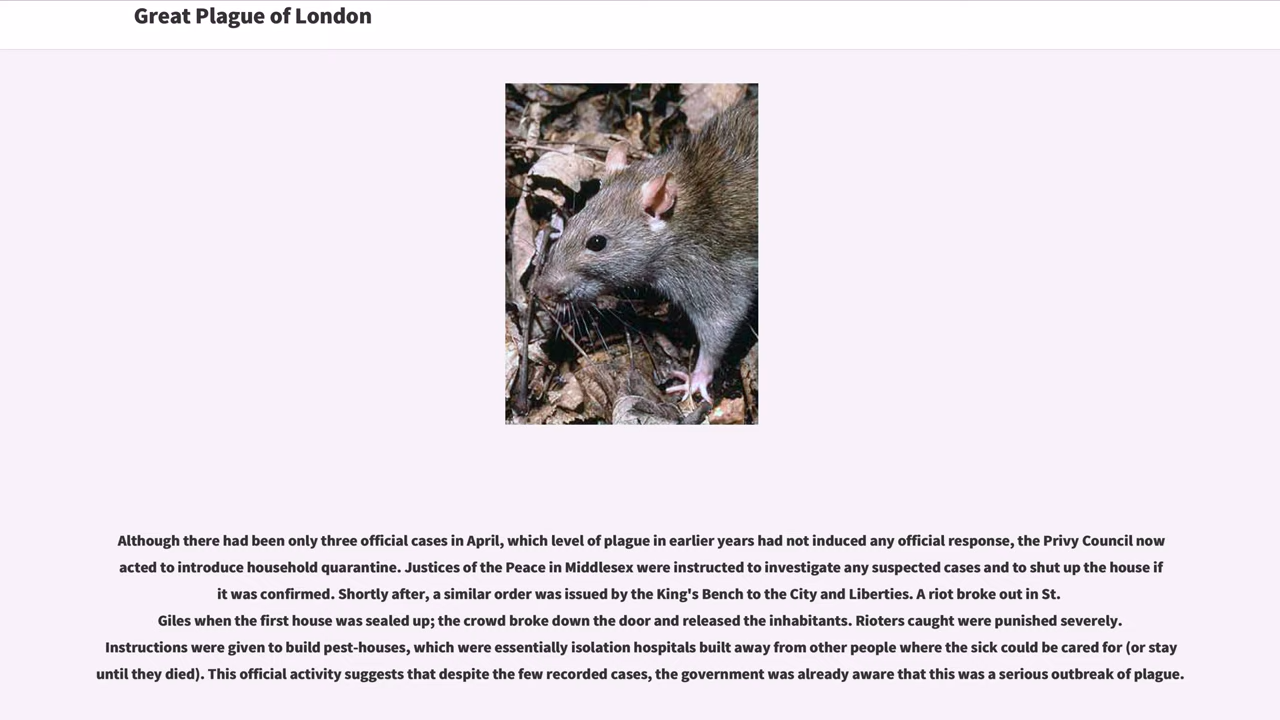 Great Plague of London
Although there had been only three official cases in April, which level of plague in earlier years had not induced any official response, the Privy Council now
acted to introduce household quarantine. Justices of the Peace in Middlesex were instructed to investigate any suspected cases and to shut up the house if
it was confirmed. Shortly after, a similar order was issued by the King's Bench to the City and Liberties. A riot broke out in St.
Giles when the first house was sealed up; the crowd broke down the door and released the inhabitants. Rioters caught were punished severely.
Instructions were given to build pest-houses, which were essentially isolation hospitals built away from other people where the sick could be cared for (or stay
until they died). This official activity suggests that despite the few recorded cases, the government was already aware that this was a serious outbreak of plague.